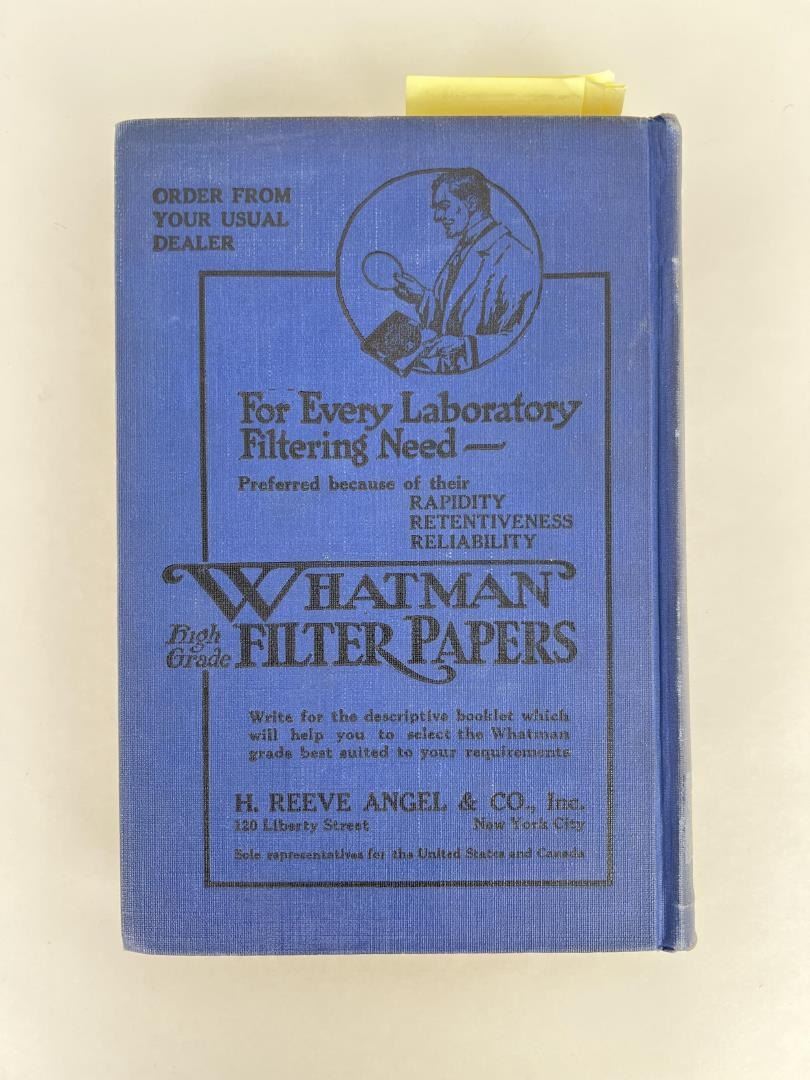 ORDER FROM
YOUR USUAL
DEALER
For Every Laboratory
Filtering Need —
Preferred because of their
RAPIDITY
RETENTIVENESS
RELIABILITY
WHATMAN
High
Grade FILTER PAPERS
Write for the descriptive booklet which
will help you to select the Whatman
grade best suited to your requirements
H. REEVE ANGEL & CO., Inc.
120 Liberty Street New York City
Sole representatives for the United States and Canada